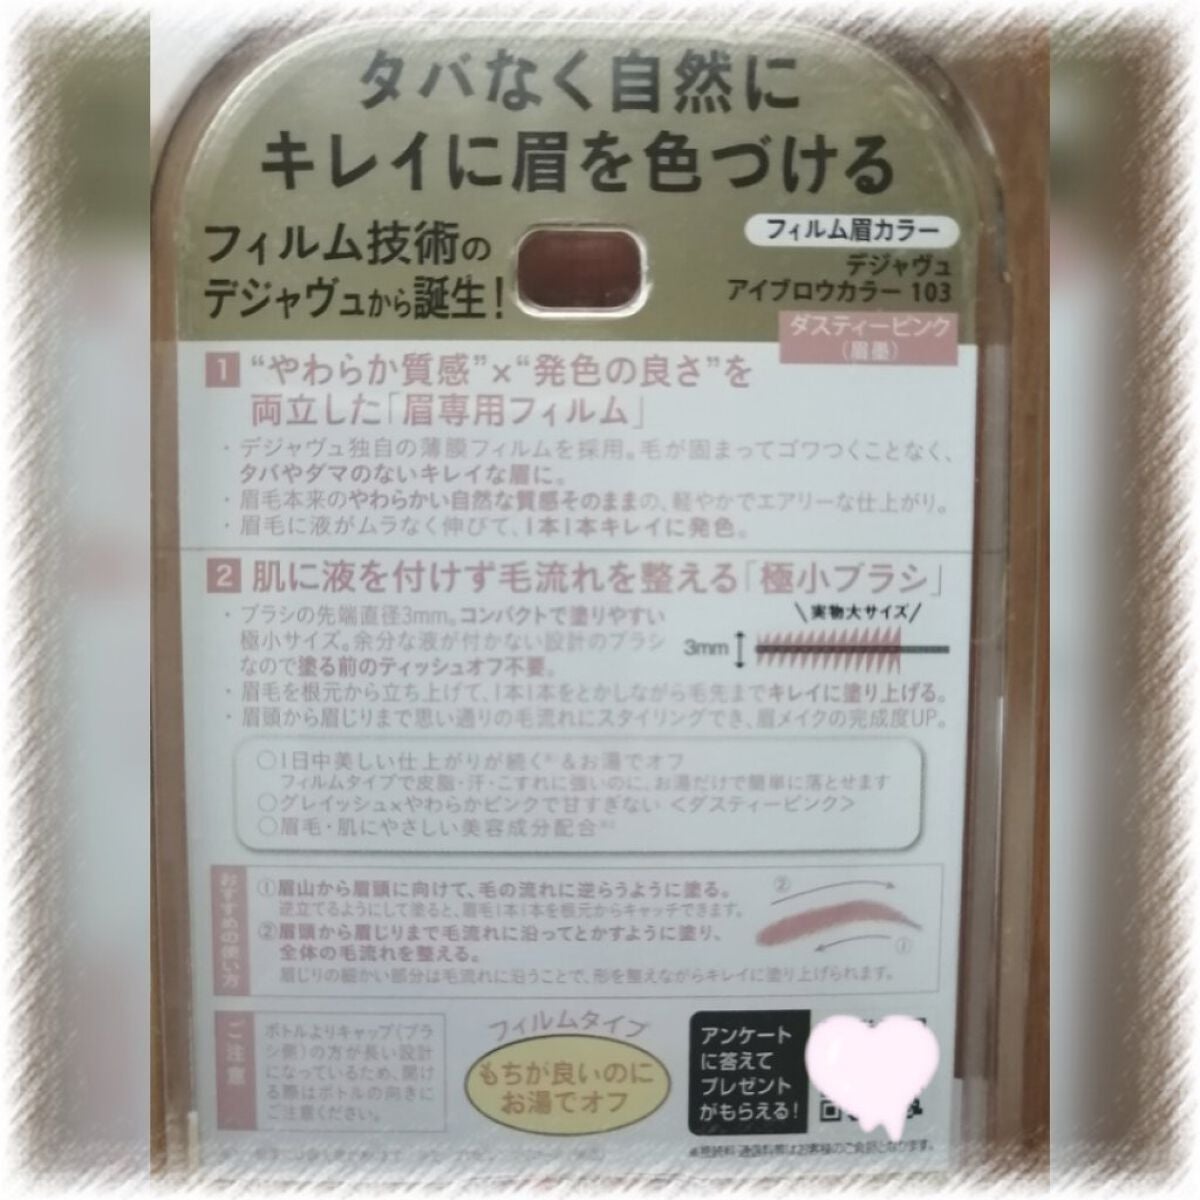 タバなく自然に
キレイに眉を色づける
フィルム技術の
デジャヴュから誕生!
フィルム眉カラー
デジャヴュ
アイブロウカラー 103
ダスティーピンク
(眉墨)
1 “やわらか質感”×“発色の良さ”を
両立した「眉専用フィルム」
・デジャヴュ独自の薄膜フィルムを採用。毛が固まってゴワつくことなく、
タバやダマのないキレイな眉に。
・眉毛本来のやわらかい自然な質感そのままの、軽やかでエアリーな仕上がり。
・眉毛に液がムラなく伸びて、1本1本キレイに発色。
2 肌に液を付けず毛流れを整える「極小ブラシ」
・ブラシの先端直径3mm。コンパクトで塗りやすい
極小サイズ。余分な液が付かない設計のブラシ
なので塗る前のティッシュオフ不要。
\実物大サイズ/
3mm
・眉毛を根元から立ち上げて、1本1本をとかしながら毛先までキレイに塗り上げる。
・眉頭から眉じりまで思い通りの毛流れにスタイリングでき、眉メイクの完成度UP。
○1日中美しい仕上がりが続く※&お湯でオフ
フィルムタイプで皮脂・汗・こすれに強いのに、お湯だけで簡単に落とせます
○グレイッシュ×やわらかピンクで甘すぎない <ダスティーピンク>
○眉毛・肌にやさしい美容成分配合
おすすめの使い方
①眉山から眉頭に向けて、毛の流れに逆らうように塗る。
逆立てるようにして塗ると、眉毛1本1本を根元からキャッチできます。
②眉頭から眉じりまで毛流れに沿ってとかすように塗り、
全体の毛流れを整える。
眉じりの細かい部分は毛流れに沿うことで、形を整えながらキレイに塗り上げられます。
②
①
ご注意
ボトルよりキャップ(ブラ
シ側)の方が長い設計
になっているため、開け
る際はボトルの向きに
ご注意ください。
フィルムタイプ
もちが良いのに
お湯でオフ
アンケート
に答えて
プレゼント
がもらえる!
※接続料・通信料等はお客様のご負担となります。